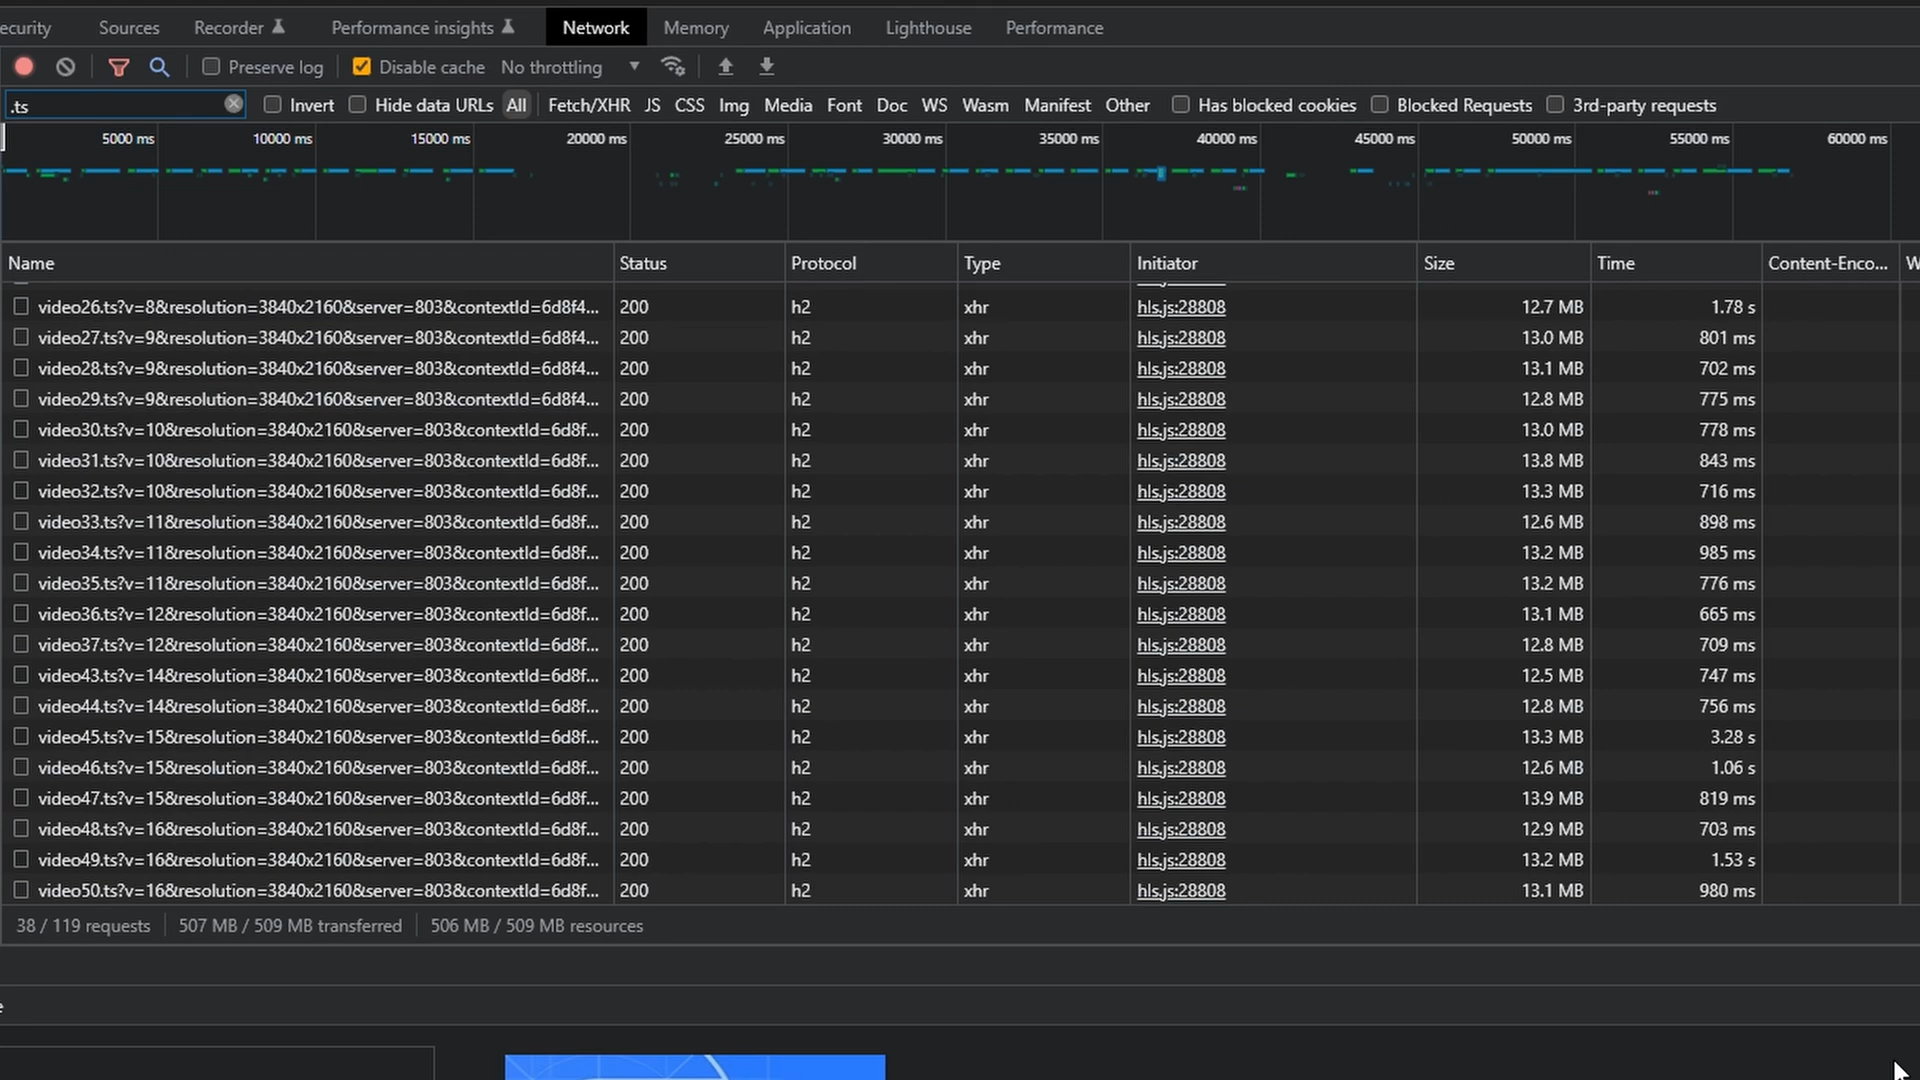 ecurity Sources Recorder Performance insights Network Memory Application Lighthouse Performance
Preserve log Disable cache No throttling
.ts Invert Hide data URLs All Fetch/XHR JS CSS Img Media Font Doc WS Wasm Manifest Other Has blocked cookies Blocked Requests 3rd-party requests
5000 ms 10000 ms 15000 ms 20000 ms 25000 ms 30000 ms 35000 ms 40000 ms 45000 ms 50000 ms 55000 ms 60000 ms
Name Status Protocol Type Initiator Size Time Content-Enco... W
video26.ts?v=8&resolution=3840x2160&server=803&contextId=6d8f4... 200 h2 xhr hls.js:28808 12.7 MB 1.78 s
video27.ts?v=9&resolution=3840x2160&server=803&contextId=6d8f4... 200 h2 xhr hls.js:28808 13.0 MB 801 ms
video28.ts?v=9&resolution=3840x2160&server=803&contextId=6d8f4... 200 h2 xhr hls.js:28808 13.1 MB 702 ms
video29.ts?v=9&resolution=3840x2160&server=803&contextId=6d8f4... 200 h2 xhr hls.js:28808 12.8 MB 775 ms
video30.ts?v=10&resolution=3840x2160&server=803&contextId=6d8f... 200 h2 xhr hls.js:28808 13.0 MB 778 ms
video31.ts?v=10&resolution=3840x2160&server=803&contextId=6d8f... 200 h2 xhr hls.js:28808 13.8 MB 843 ms
video32.ts?v=10&resolution=3840x2160&server=803&contextId=6d8f... 200 h2 xhr hls.js:28808 13.3 MB 716 ms
video33.ts?v=11&resolution=3840x2160&server=803&contextId=6d8f... 200 h2 xhr hls.js:28808 12.6 MB 898 ms
video34.ts?v=11&resolution=3840x2160&server=803&contextId=6d8f... 200 h2 xhr hls.js:28808 13.2 MB 985 ms
video35.ts?v=11&resolution=3840x2160&server=803&contextId=6d8f... 200 h2 xhr hls.js:28808 13.2 MB 776 ms
video36.ts?v=12&resolution=3840x2160&server=803&contextId=6d8f... 200 h2 xhr hls.js:28808 13.1 MB 665 ms
video37.ts?v=12&resolution=3840x2160&server=803&contextId=6d8f... 200 h2 xhr hls.js:28808 12.8 MB 709 ms
video43.ts?v=14&resolution=3840x2160&server=803&contextId=6d8f... 200 h2 xhr hls.js:28808 12.5 MB 747 ms
video44.ts?v=14&resolution=3840x2160&server=803&contextId=6d8f... 200 h2 xhr hls.js:28808 12.8 MB 756 ms
video45.ts?v=15&resolution=3840x2160&server=803&contextId=6d8f... 200 h2 xhr hls.js:28808 13.3 MB 3.28 s
video46.ts?v=15&resolution=3840x2160&server=803&contextId=6d8f... 200 h2 xhr hls.js:28808 12.6 MB 1.06 s
video47.ts?v=15&resolution=3840x2160&server=803&contextId=6d8f... 200 h2 xhr hls.js:28808 13.9 MB 819 ms
video48.ts?v=16&resolution=3840x2160&server=803&contextId=6d8f... 200 h2 xhr hls.js:28808 12.9 MB 703 ms
video49.ts?v=16&resolution=3840x2160&server=803&contextId=6d8f... 200 h2 xhr hls.js:28808 13.2 MB 1.53 s
video50.ts?v=16&resolution=3840x2160&server=803&contextId=6d8f... 200 h2 xhr hls.js:28808 13.1 MB 980 ms
38 / 119 requests 507 MB / 509 MB transferred 506 MB / 509 MB resources